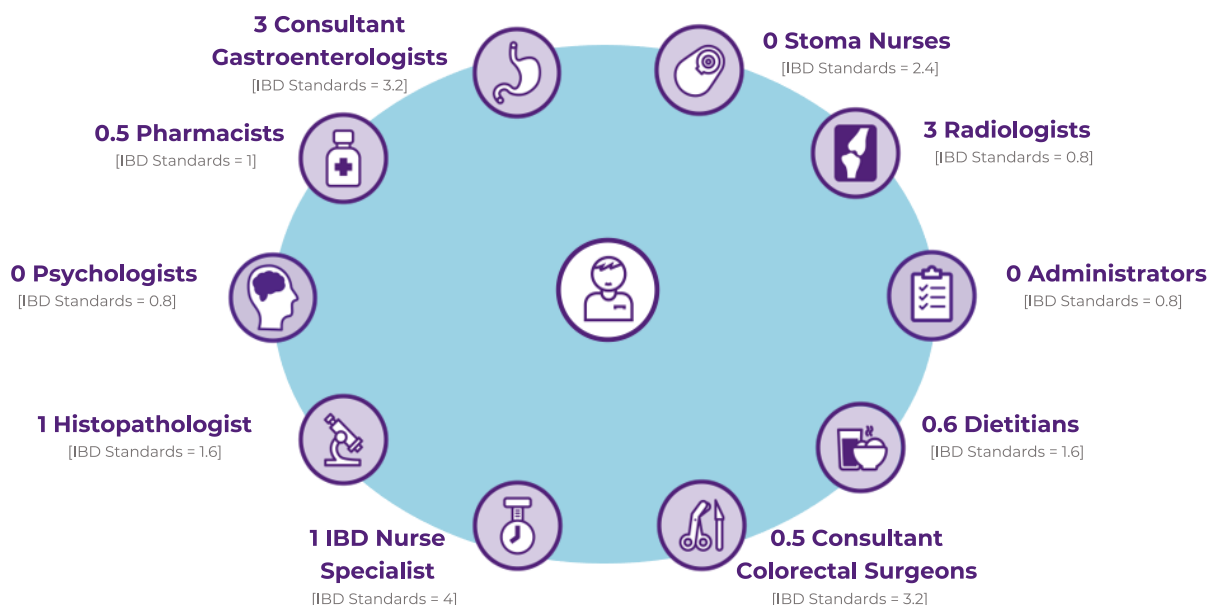 3 Consultant
Gastroenterologists
[IBD Standards = 3.2]
0 Stoma Nurses
[IBD Standards = 2.4]
0.5 Pharmacists
[IBD Standards = 1]
3 Radiologists
[IBD Standards = 0.8]
0 Psychologists
[IBD Standards = 0.8]
0 Administrators
[IBD Standards = 0.8]
1 Histopathologist
[IBD Standards = 1.6]
0.6 Dietitians
[IBD Standards = 1.6]
1 IBD Nurse
Specialist
[IBD Standards = 4]
0.5 Consultant
Colorectal Surgeons
[IBD Standards = 3.2]